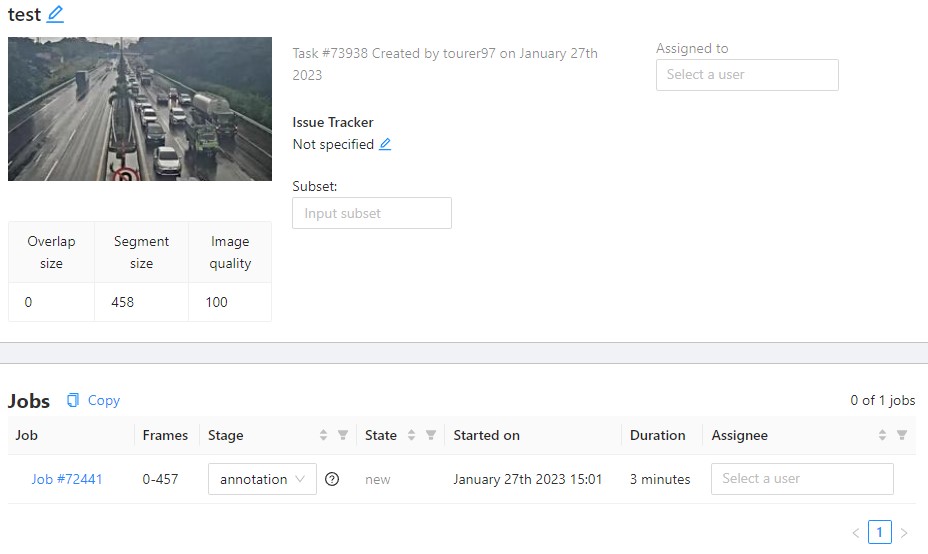 test
Task #73938 Created by tourer97 on January 27th
2023
Assigned to
Select a user
Issue Tracker
Not specified
Subset:
Input subset
Overlap size
Segment size
Image quality
0
458
100
Jobs
Copy
0 of 1 jobs
Job
Frames
Stage
State
Started on
Duration
Assignee
Job #72441
0-457
annotation
new
January 27th 2023 15:01
3 minutes
Select a user
1